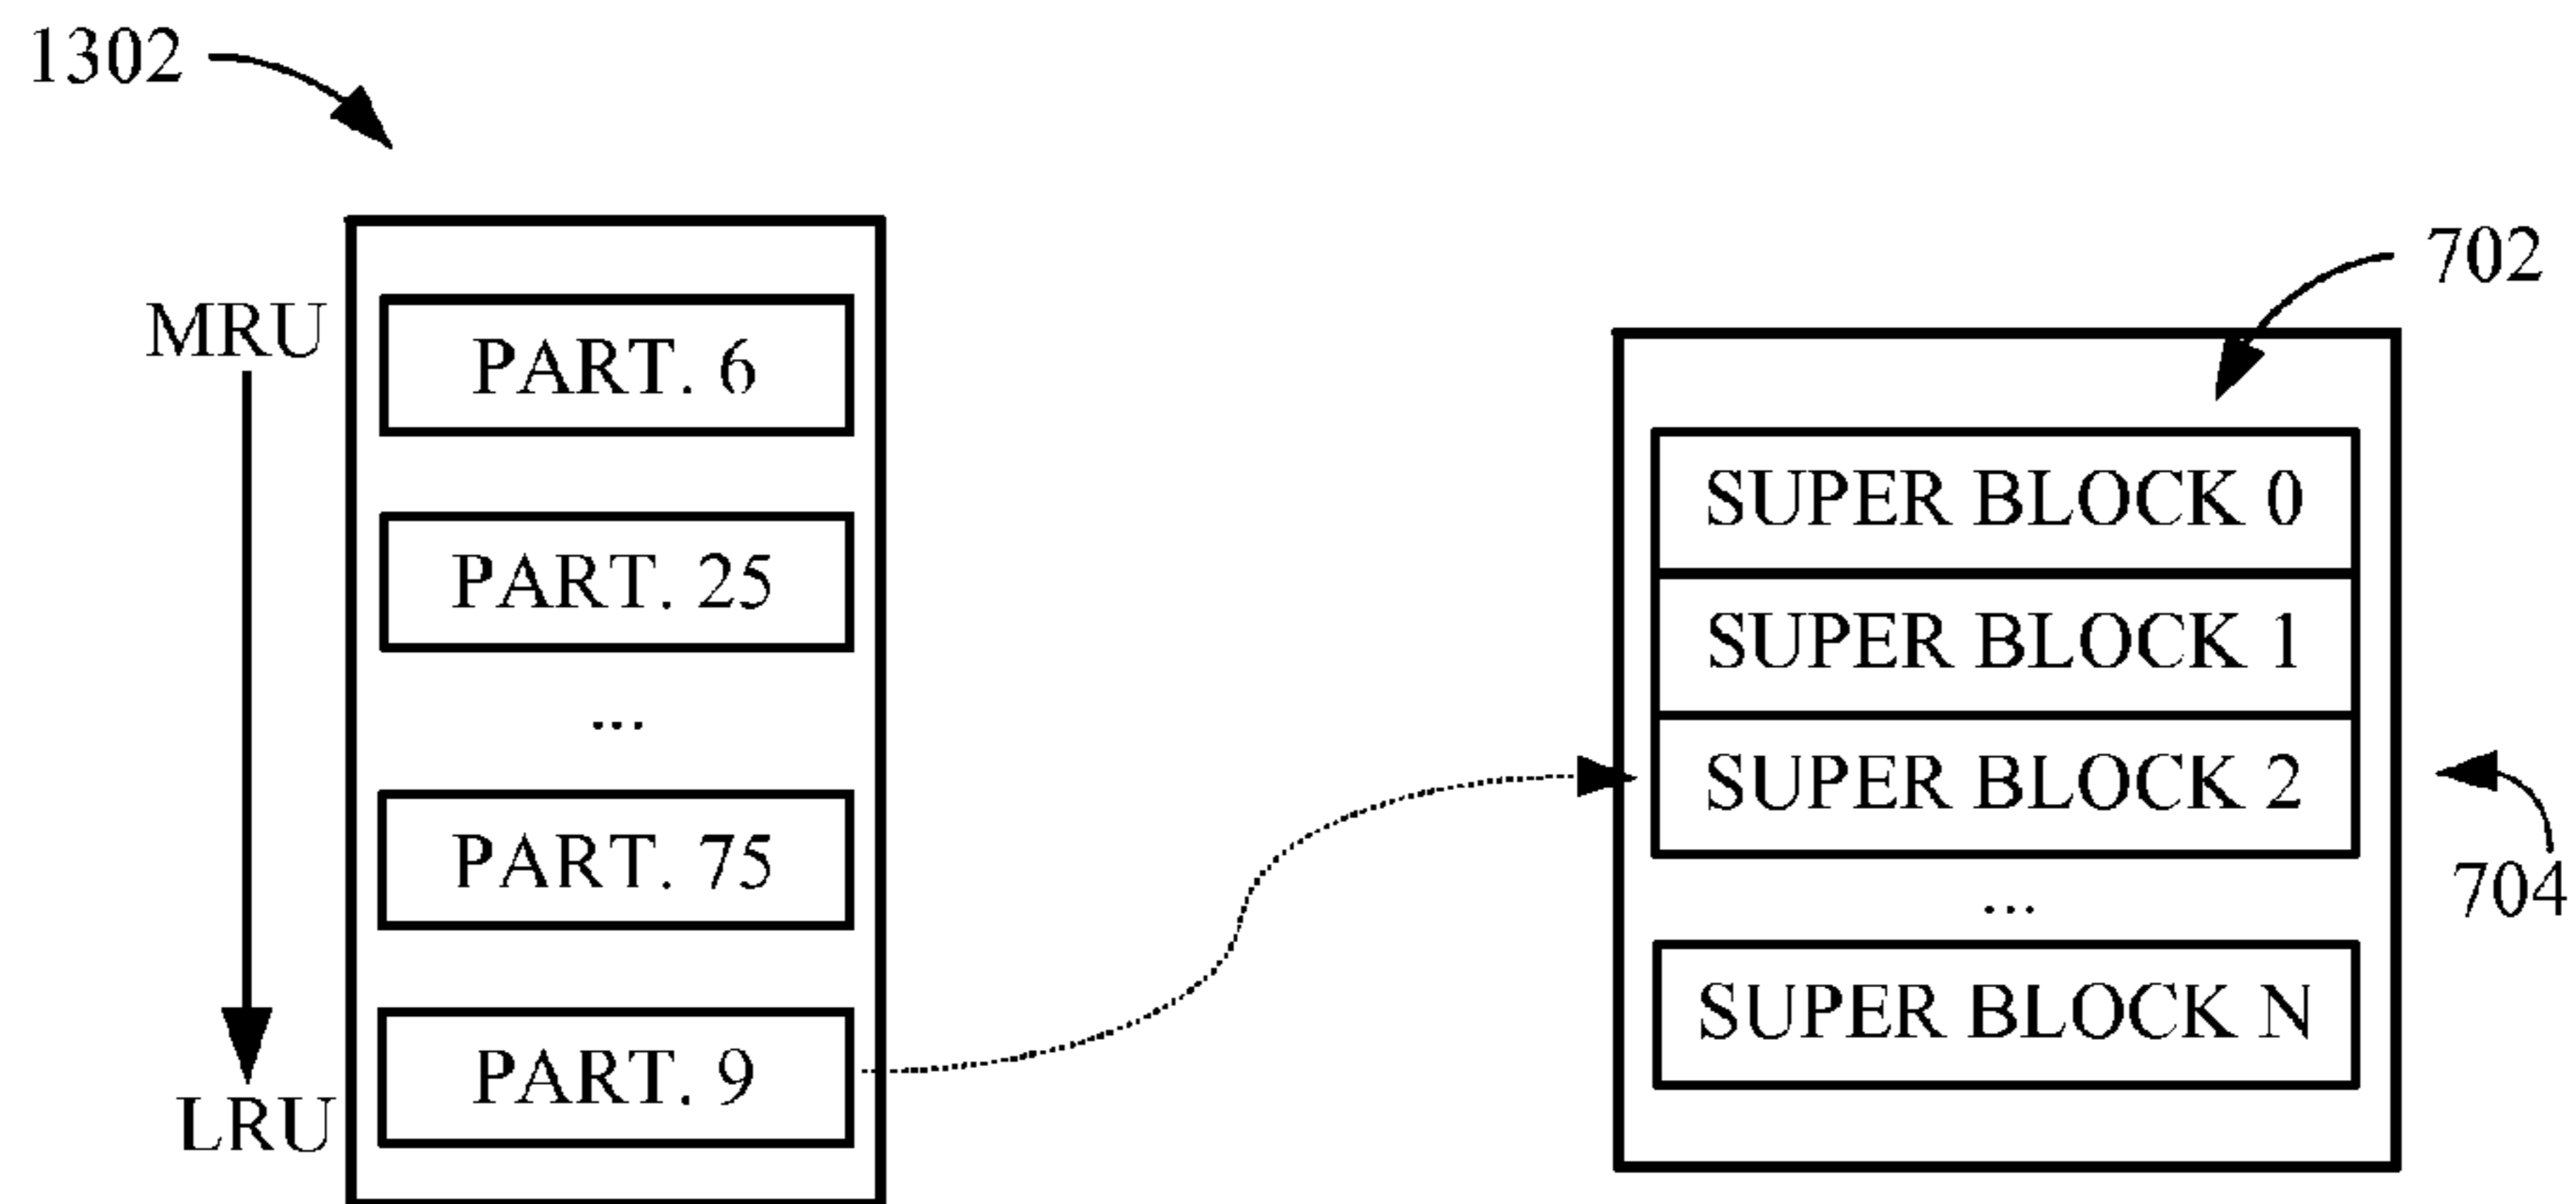 1302
MRU
PART. 6
PART. 25
...
PART. 75
PART. 9
LRU
702
SUPER BLOCK 0
SUPER BLOCK 1
SUPER BLOCK 2
...
SUPER BLOCK N
704